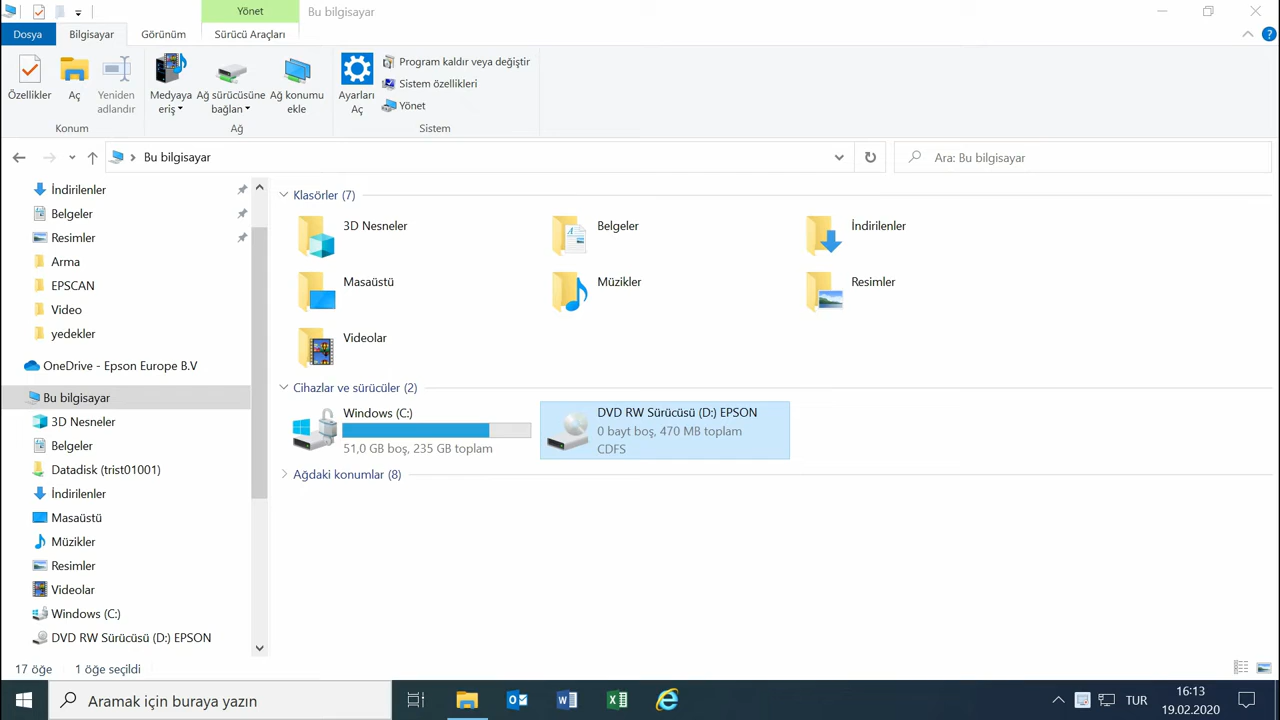 Yönet
Bu bilgisayar
Dosya
Bilgisayar
Görünüm
Sürücü Araçları
Özellikler
Aç
Yeniden
adlandır
Konum
Medyaya
eriş
Ağ sürücüsüne
bağlan
Ağ konumu
ekle
Ağ
Ayarları
Aç
Program kaldır veya değiştir
Sistem özellikleri
Yönet
Sistem
Bu bilgisayar
Ara: Bu bilgisayar
İndirilenler
Belgeler
Resimler
Arma
EPSCAN
Video
yedekler
OneDrive - Epson Europe B.V
Bu bilgisayar
3D Nesneler
Belgeler
Datadisk (trist01001)
İndirilenler
Masaüstü
Müzikler
Resimler
Videolar
Windows (C:)
DVD RW Sürücüsü (D:) EPSON
Klasörler (7)
3D Nesneler
Belgeler
İndirilenler
Masaüstü
Müzikler
Resimler
Videolar
Cihazlar ve sürücüler (2)
Windows (C:)
51,0 GB boş, 235 GB toplam
DVD RW Sürücüsü (D:) EPSON
0 bayt boş, 470 MB toplam
CDFS
Ağdaki konumlar (8)
17 öğe
1 öğe seçildi
Aramak için buraya yazın
TUR
16:13
19.02.2020